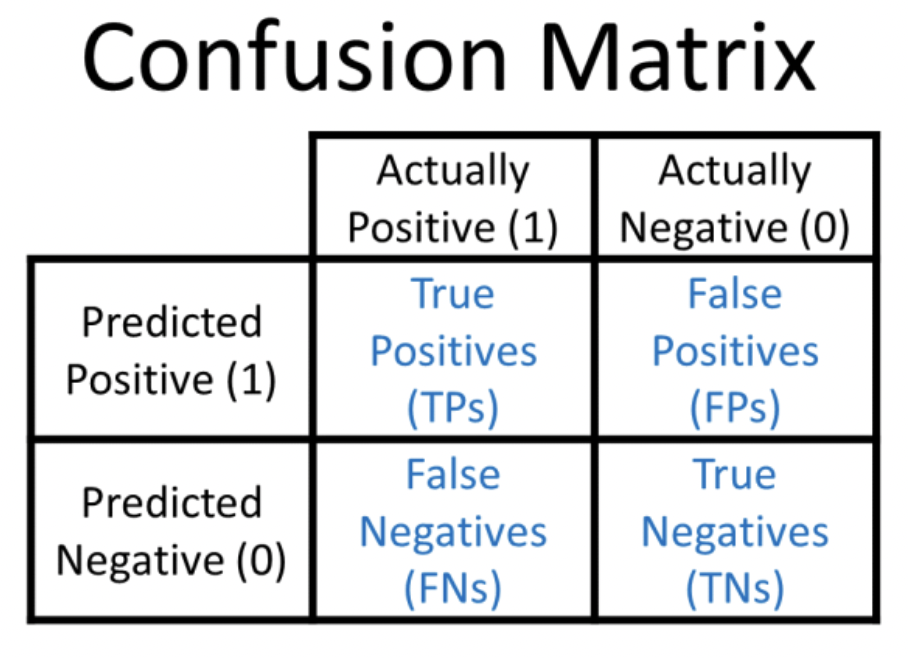 Confusion Matrix
Actually
Positive (1)
Actually
Negative (0)
Predicted
Positive (1)
True
Positives
(TPs)
False
Positives
(FPs)
Predicted
Negative (0)
False
Negatives
(FNs)
True
Negatives
(TNs)